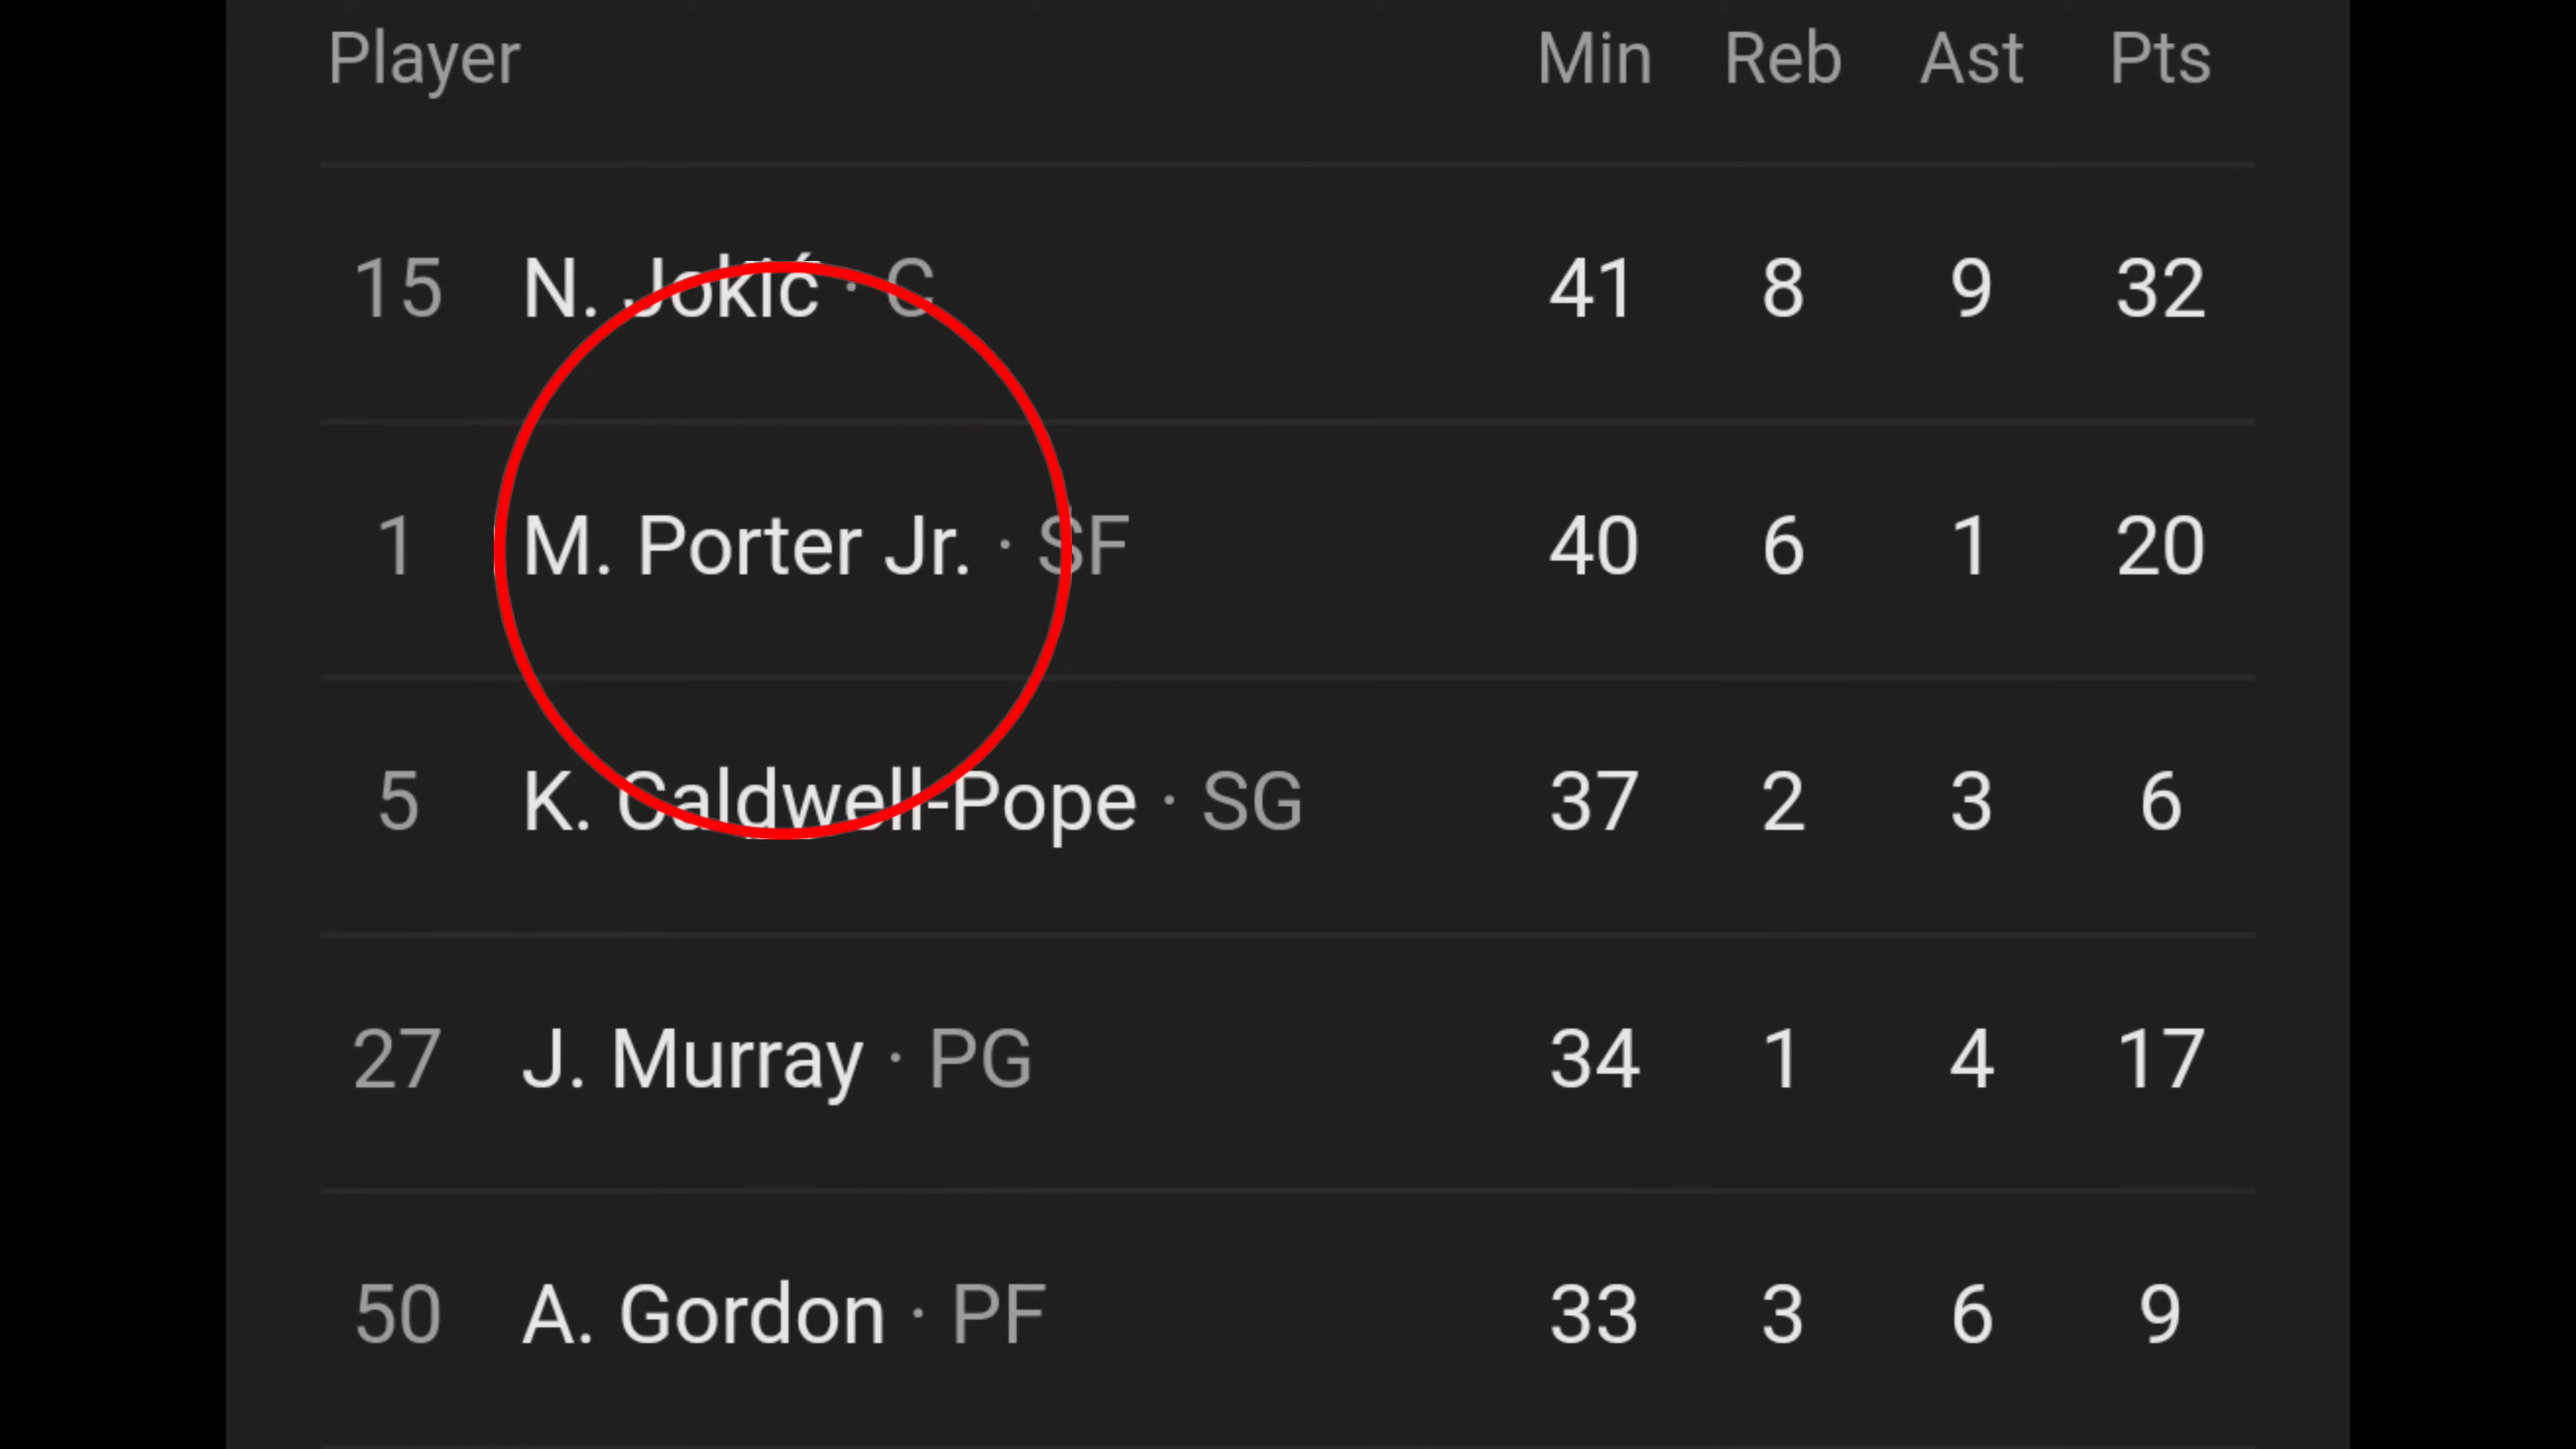 Player Min Reb Ast Pts
15 N. Jokić · C 41 8 9 32
1 M. Porter Jr. · SF 40 6 1 20
5 K. Caldwell-Pope · SG 37 2 3 6
27 J. Murray · PG 34 1 4 17
50 A. Gordon · PF 33 3 6 9